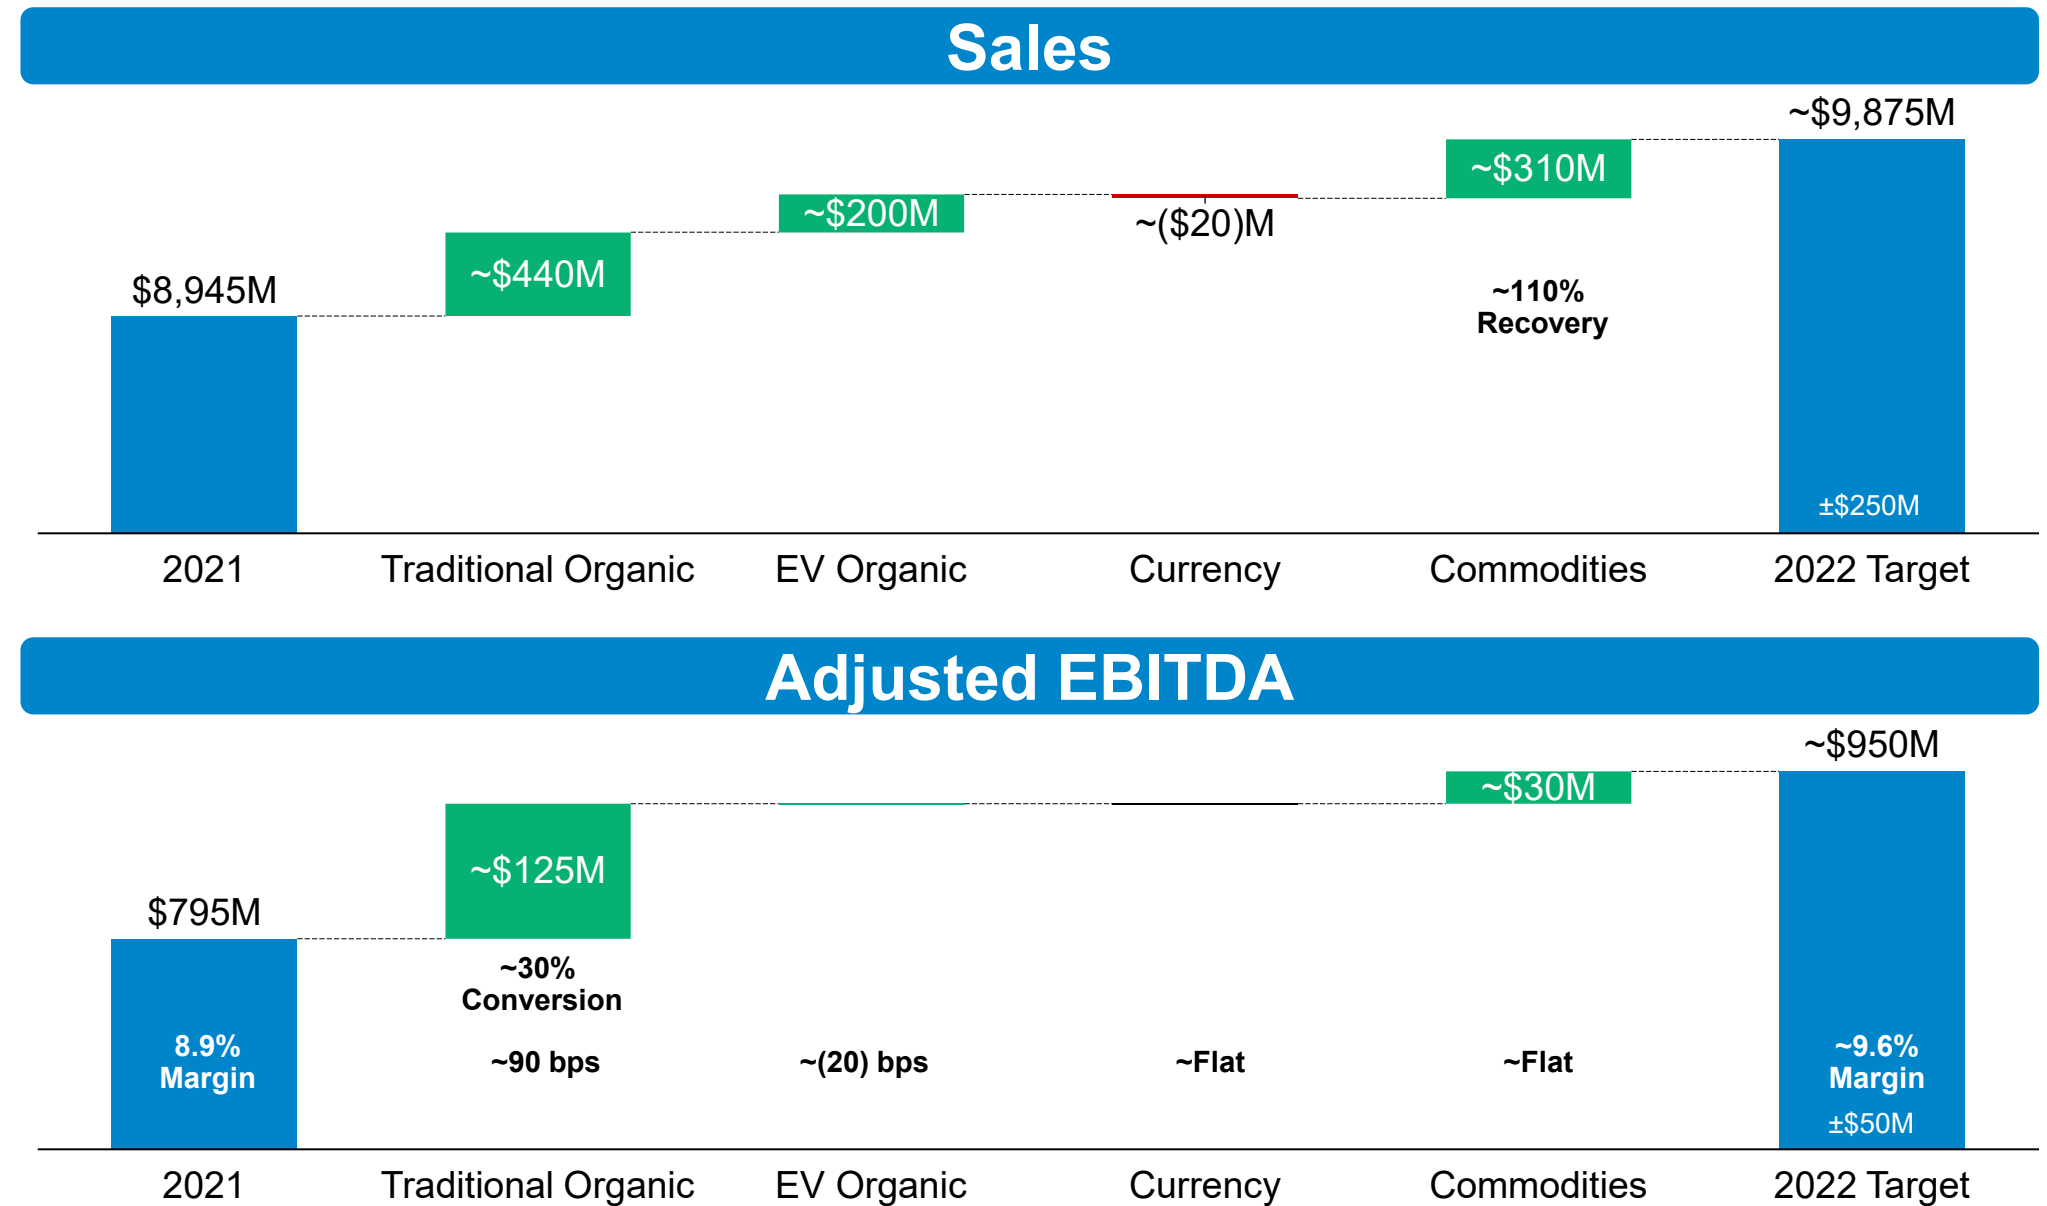 Sales
~$9,875M
~$310M
~$200M
~($20)M
~$440M
$8,945M
~110%
Recovery
±$250M
2021 Traditional Organic EV Organic Currency Commodities 2022 Target
Adjusted EBITDA
~$950M
~$30M
~$125M
$795M
~30%
Conversion
8.9%
Margin
~90 bps ~(20) bps ~Flat ~Flat
~9.6%
Margin
±$50M
2021 Traditional Organic EV Organic Currency Commodities 2022 Target